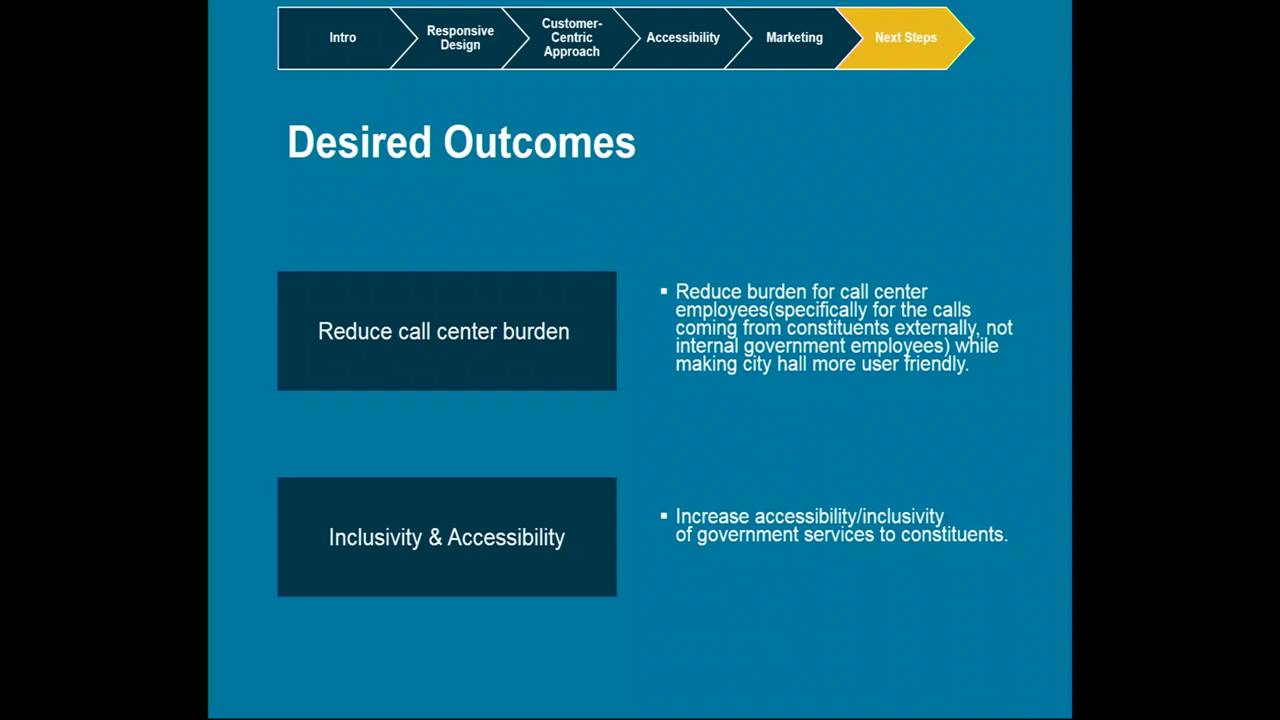 Intro
Responsive
Design
Customer-
Centric
Approach
Accessibility
Marketing
Next Steps
Desired Outcomes
Reduce call center burden
▪ Reduce burden for call center
employees(specifically for the calls
coming from constituents externally, not
internal government employees) while
making city hall more user friendly.
Inclusivity & Accessibility
▪ Increase accessibility/inclusivity
of government services to constituents.